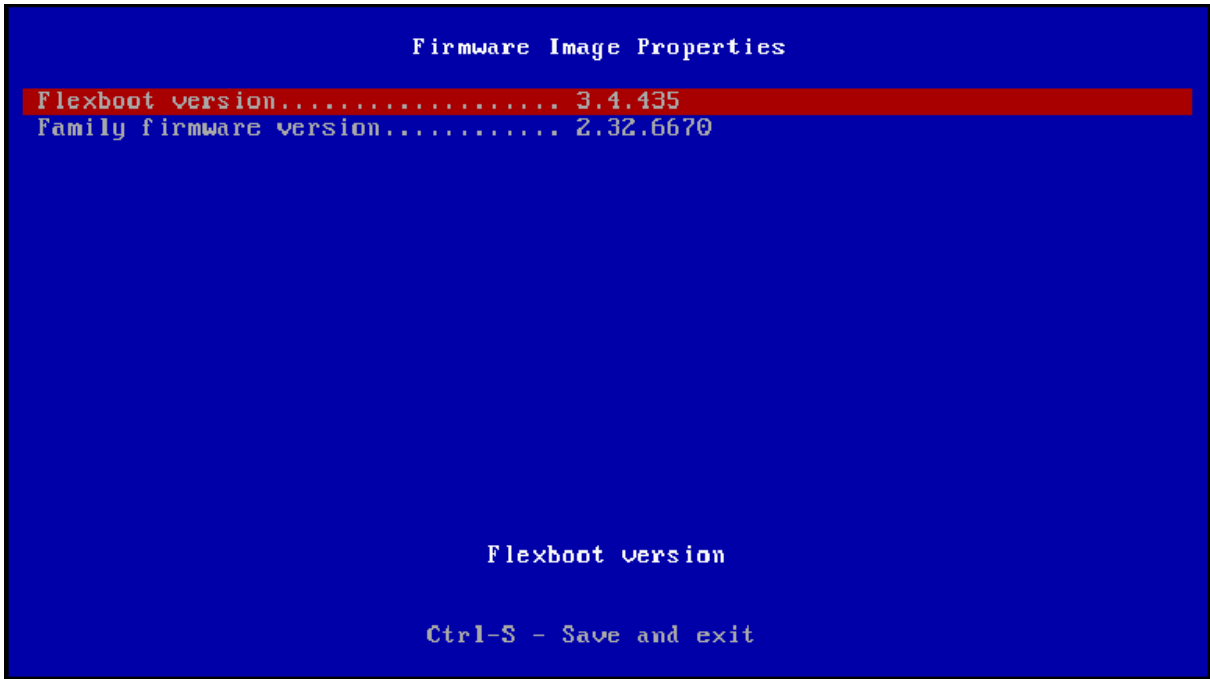 Firmware Image Properties
Flexboot version................... 3.4.435
Family firmware version............ 2.32.6670
Flexboot version
Ctrl-S - Save and exit